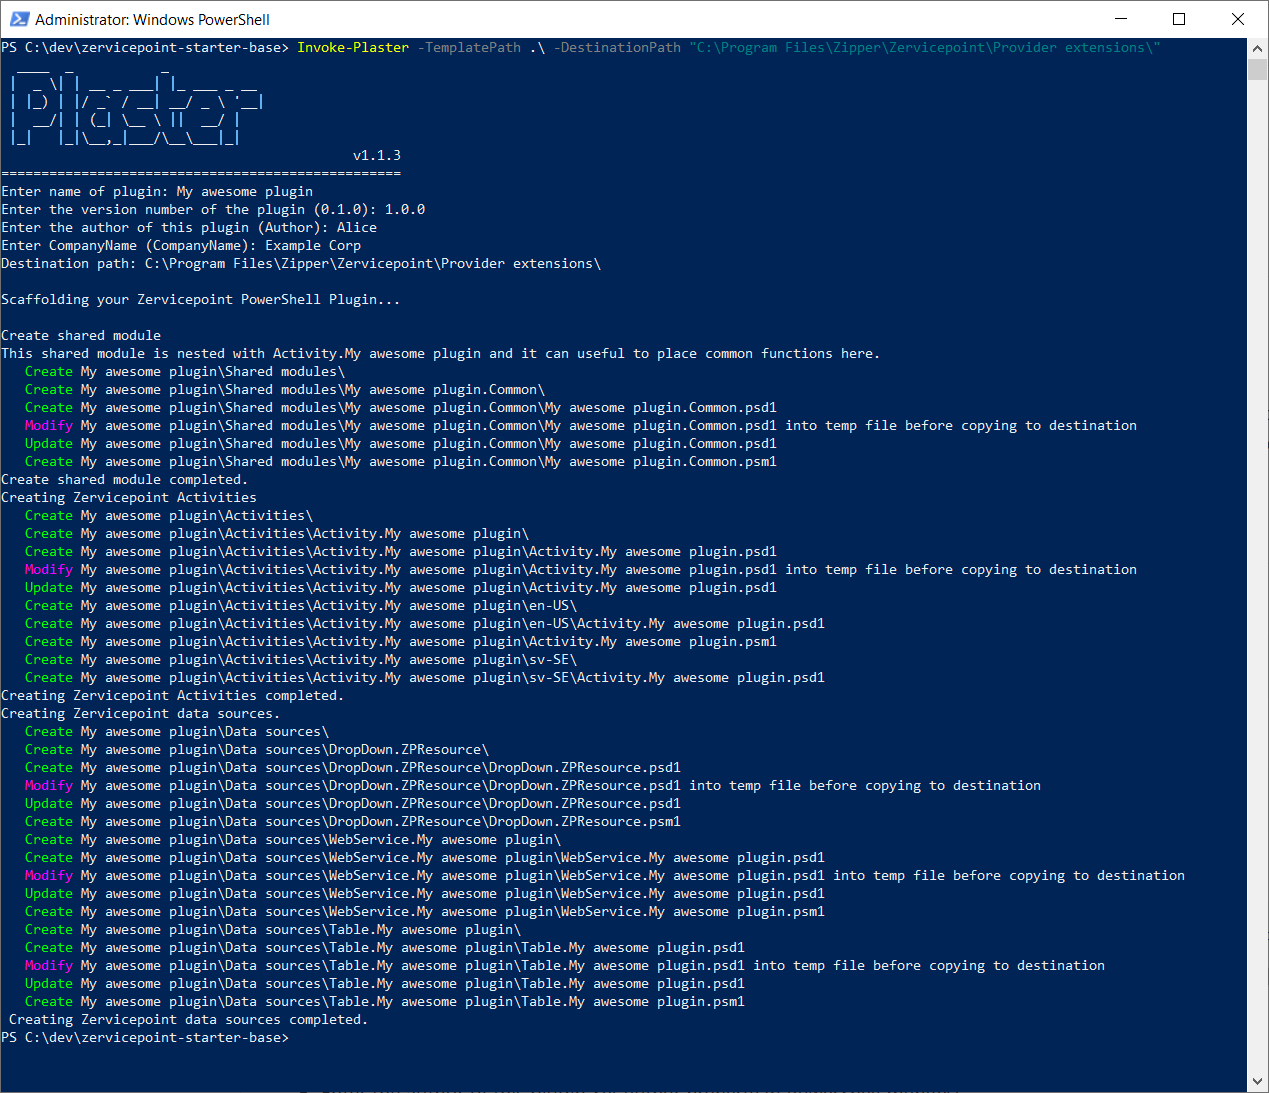 Administrator: Windows PowerShell
PS C:\dev\zervicepoint-starter-base> Invoke-Plaster -TemplatePath .\ -DestinationPath "C:\Program Files\Zipper\Zervicepoint\Provider extensions\"
Plaster
v1.1.3
==================================================
Enter name of plugin: My awesome plugin
Enter the version number of the plugin (0.1.0): 1.0.0
Enter the author of this plugin (Author): Alice
Enter CompanyName (CompanyName): Example Corp
Destination path: C:\Program Files\Zipper\Zervicepoint\Provider extensions\
Scaffolding your Zervicepoint PowerShell Plugin...
Create shared module
This shared module is nested with Activity.My awesome plugin and it can useful to place common functions here.
Create My awesome plugin\Shared modules\
Create My awesome plugin\Shared modules\My awesome plugin.Common\
Create My awesome plugin\Shared modules\My awesome plugin.Common\My awesome plugin.Common.psd1
Modify My awesome plugin\Shared modules\My awesome plugin.Common\My awesome plugin.Common.psd1 into temp file before copying to destination
Update My awesome plugin\Shared modules\My awesome plugin.Common\My awesome plugin.Common.psd1
Create My awesome plugin\Shared modules\My awesome plugin.Common\My awesome plugin.Common.psm1
Create shared module completed.
Creating Zervicepoint Activities
Create My awesome plugin\Activities\
Create My awesome plugin\Activities\Activity.My awesome plugin\
Create My awesome plugin\Activities\Activity.My awesome plugin\Activity.My awesome plugin.psd1
Modify My awesome plugin\Activities\Activity.My awesome plugin\Activity.My awesome plugin.psd1 into temp file before copying to destination
Update My awesome plugin\Activities\Activity.My awesome plugin\Activity.My awesome plugin.psd1
Create My awesome plugin\Activities\Activity.My awesome plugin\en-US\
Create My awesome plugin\Activities\Activity.My awesome plugin\en-US\Activity.My awesome plugin.psd1
Create My awesome plugin\Activities\Activity.My awesome plugin\Activity.My awesome plugin.psm1
Create My awesome plugin\Activities\Activity.My awesome plugin\sv-SE\
Create My awesome plugin\Activities\Activity.My awesome plugin\sv-SE\Activity.My awesome plugin.psd1
Creating Zervicepoint Activities completed.
Creating Zervicepoint data sources.
Create My awesome plugin\Data sources\
Create My awesome plugin\Data sources\DropDown.ZPResource\
Create My awesome plugin\Data sources\DropDown.ZPResource\DropDown.ZPResource.psd1
Modify My awesome plugin\Data sources\DropDown.ZPResource\DropDown.ZPResource.psd1 into temp file before copying to destination
Update My awesome plugin\Data sources\DropDown.ZPResource\DropDown.ZPResource.psd1
Create My awesome plugin\Data sources\DropDown.ZPResource\DropDown.ZPResource.psm1
Create My awesome plugin\Data sources\WebService.My awesome plugin\
Create My awesome plugin\Data sources\WebService.My awesome plugin\WebService.My awesome plugin.psd1
Modify My awesome plugin\Data sources\WebService.My awesome plugin\WebService.My awesome plugin.psd1 into temp file before copying to destination
Update My awesome plugin\Data sources\WebService.My awesome plugin\WebService.My awesome plugin.psd1
Create My awesome plugin\Data sources\WebService.My awesome plugin\WebService.My awesome plugin.psm1
Create My awesome plugin\Data sources\Table.My awesome plugin\
Create My awesome plugin\Data sources\Table.My awesome plugin\Table.My awesome plugin.psd1
Modify My awesome plugin\Data sources\Table.My awesome plugin\Table.My awesome plugin.psd1 into temp file before copying to destination
Update My awesome plugin\Data sources\Table.My awesome plugin\Table.My awesome plugin.psd1
Create My awesome plugin\Data sources\Table.My awesome plugin\Table.My awesome plugin.psm1
Creating Zervicepoint data sources completed.
PS C:\dev\zervicepoint-starter-base>